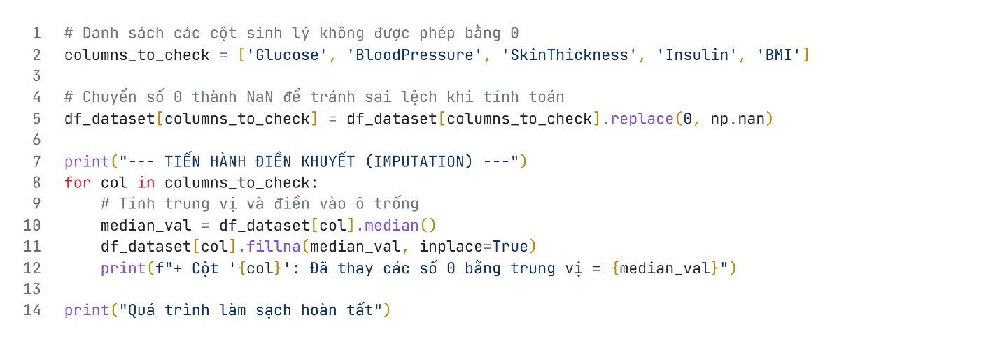 1 # Danh sách các cột sinh lý không được phép bằng 0
2 columns_to_check = ['Glucose', 'BloodPressure', 'SkinThickness', 'Insulin', 'BMI']
3
4 # Chuyển số 0 thành NaN để tránh sai lệch khi tính toán
5 df_dataset[columns_to_check] = df_dataset[columns_to_check].replace(0, np.nan)
6
7 print("--- TIẾN HÀNH ĐIỀN KHUYẾT (IMPUTATION) ---")
8 for col in columns_to_check:
9     # Tính trung vị và điền vào ô trống
10     median_val = df_dataset[col].median()
11     df_dataset[col].fillna(median_val, inplace=True)
12     print(f"+ Cột '{col}': Đã thay các số 0 bằng trung vị = {median_val}")
13
14 print("Quá trình làm sạch hoàn tất")